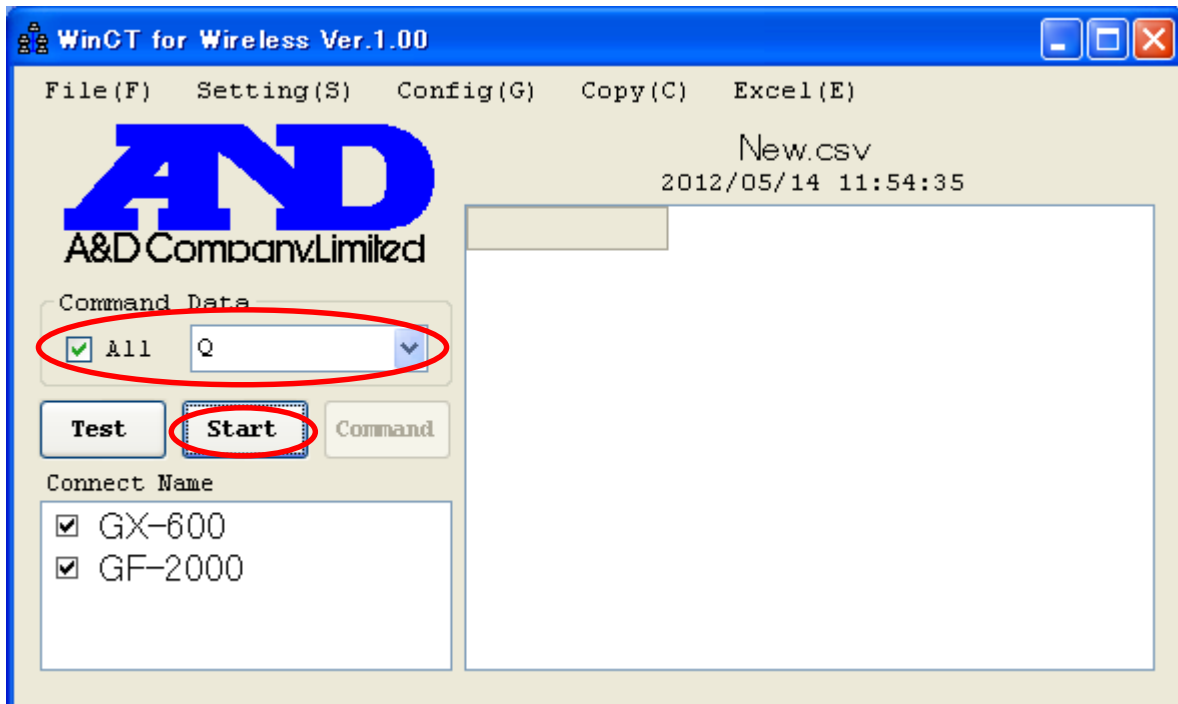 WinCT for Wireless Ver.1.00
File(F) Setting(S) Config(G) Copy(C) Excel(E)
AND
A&D Company,Limited
New.csv
2012/05/14 11:54:35
Command Data
All Q
Test Start Command
Connect Name
GX-600
GF-2000